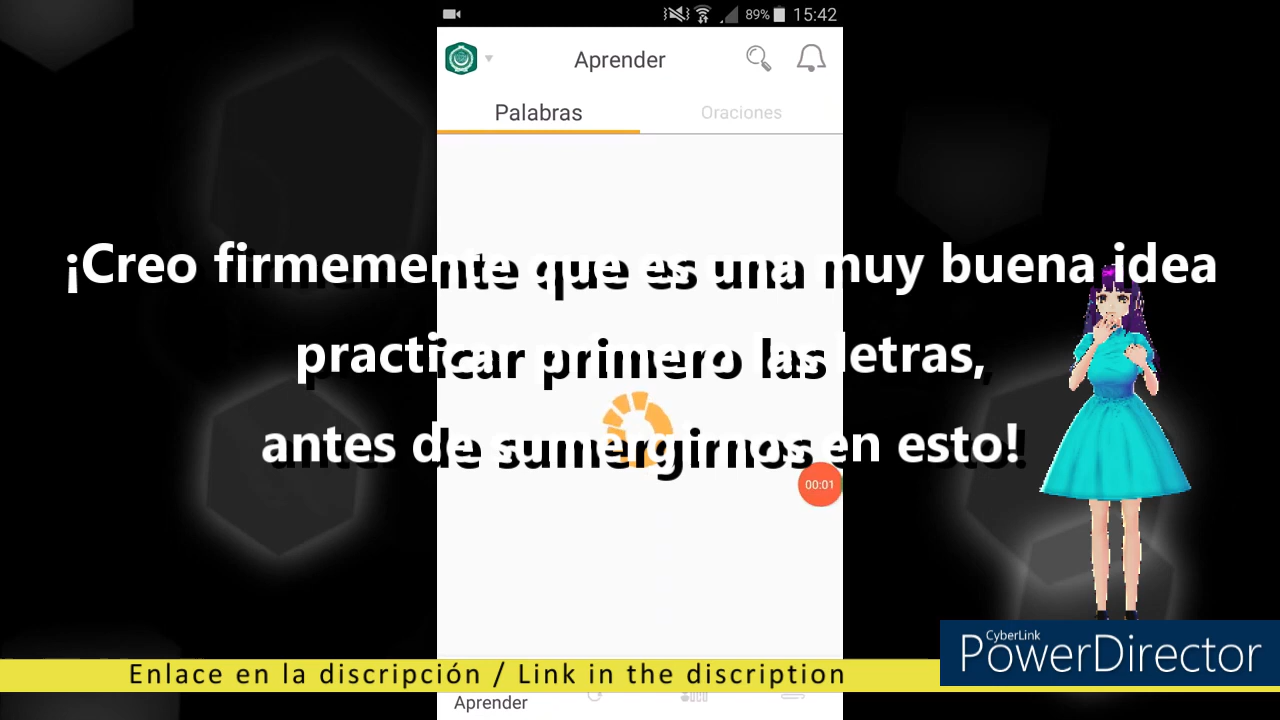 89% 15:42
Aprender
Palabras Oraciones
¡Creo firmemente que es una muy buena idea
practicar primero las letras,
antes de sumergirnos en esto!
00:01
CyberLink
PowerDirector
Enlace en la discripción / Link in the discription
Aprender